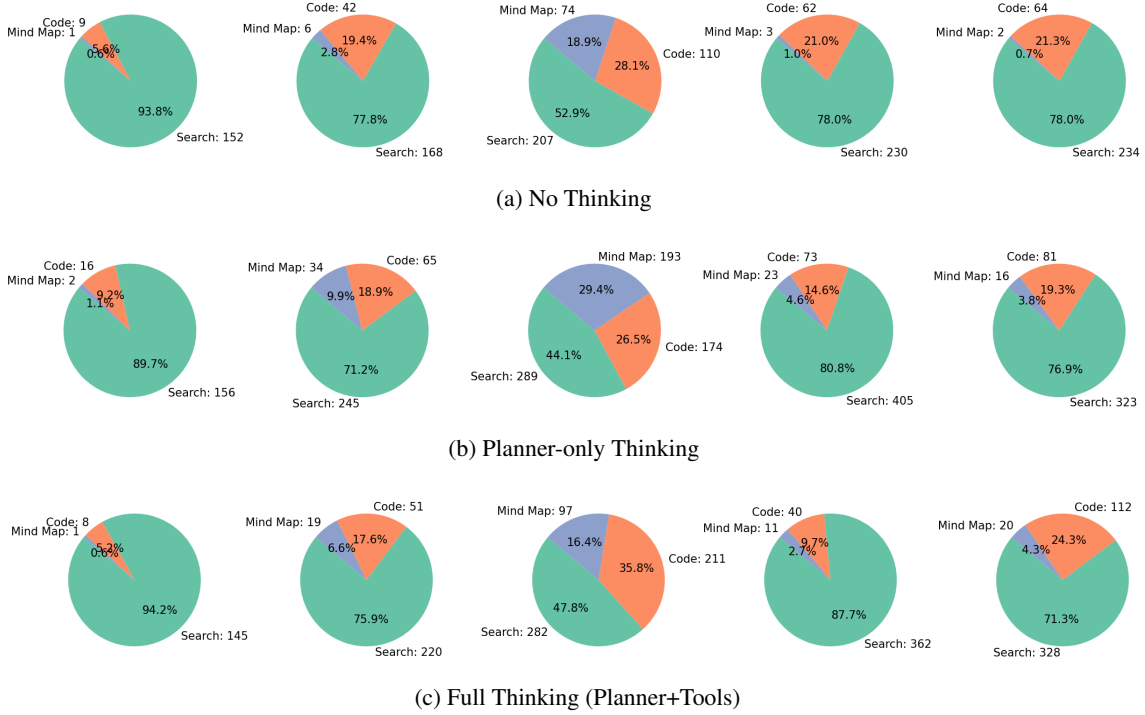 Code: 9
Mind Map: 1
5.6%
0.6%
93.8%
Search: 152
Code: 42
Mind Map: 6
19.4%
2.8%
77.8%
Search: 168
Mind Map: 74
18.9%
28.1%
Code: 110
52.9%
Search: 207
Code: 62
Mind Map: 3
21.0%
1.0%
78.0%
Search: 230
Code: 64
Mind Map: 2
21.3%
0.7%
78.0%
Search: 234
(a) No Thinking
Code: 16
Mind Map: 2
9.2%
1.1%
89.7%
Search: 156
Mind Map: 34
Code: 65
9.9%
18.9%
71.2%
Search: 245
Mind Map: 193
29.4%
26.5%
Code: 174
44.1%
Search: 289
Code: 73
Mind Map: 23
14.6%
4.6%
80.8%
Search: 405
Code: 81
Mind Map: 16
19.3%
3.8%
76.9%
Search: 323
(b) Planner-only Thinking
Code: 8
Mind Map: 1
5.2%
0.6%
94.2%
Search: 145
Code: 51
Mind Map: 19
17.6%
6.6%
75.9%
Search: 220
Mind Map: 97
16.4%
35.8%
Code: 211
47.8%
Search: 282
Code: 40
Mind Map: 11
9.7%
2.7%
87.7%
Search: 362
Code: 112
Mind Map: 20
24.3%
4.3%
71.3%
Search: 328
(c) Full Thinking (Planner+Tools)